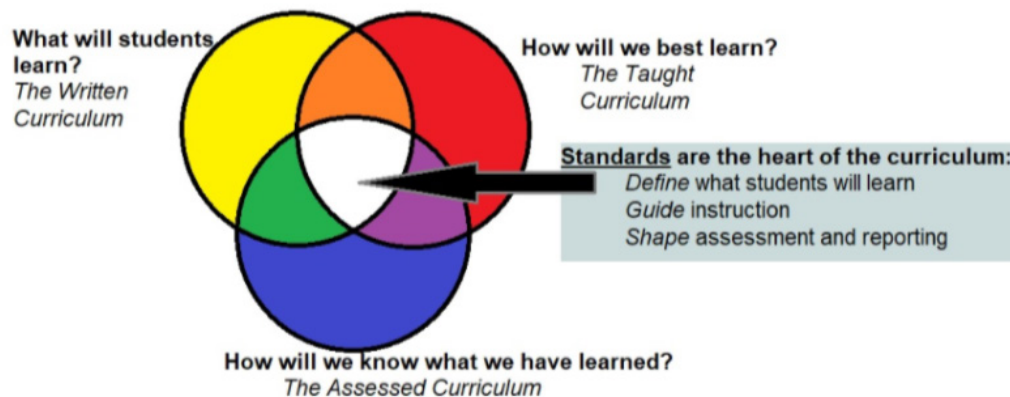 What will students
learn?
The Written
Curriculum
How will we best learn?
The Taught
Curriculum
Standards are the heart of the curriculum:
Define what students will learn
Guide instruction
Shape assessment and reporting
How will we know what we have learned?
The Assessed Curriculum